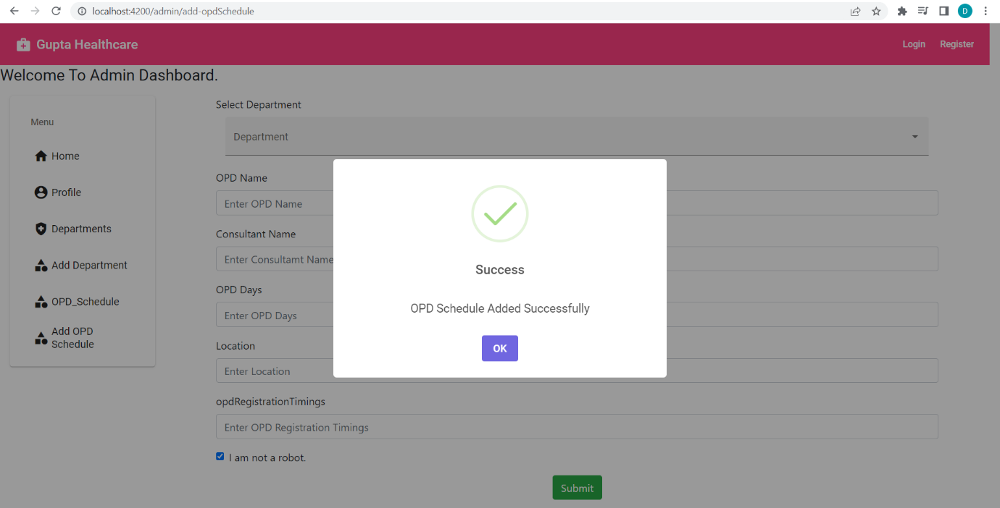 localhost:4200/admin/add-opdSchedule
D
Gupta Healthcare
Login
Register
Welcome To Admin Dashboard.
Menu
Home
Profile
Departments
Add Department
OPD_Schedule
Add OPD
Schedule
Select Department
Department
OPD Name
Enter OPD Name
Consultant Name
Enter Consultamt Name
OPD Days
Enter OPD Days
Location
Enter Location
opdRegistrationTimings
Enter OPD Registration Timings
I am not a robot.
Submit
Success
OPD Schedule Added Successfully
OK